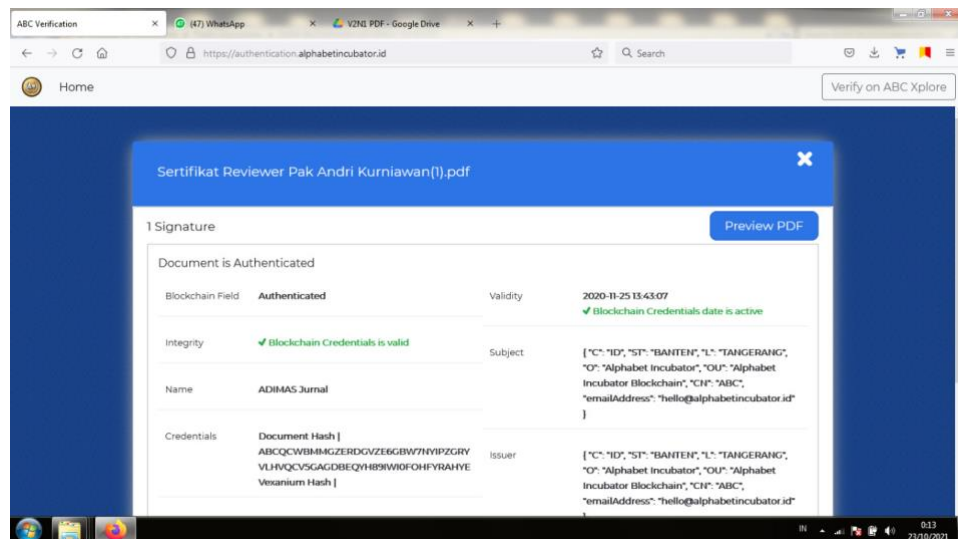 ABC Verification
(47) WhatsApp
V2N1 PDF - Google Drive
https://authentication.alphabetincubator.id
Search
Home
Verify on ABC Xplore
Sertifikat Reviewer Pak Andri Kurniawan(1).pdf
1 Signature
Preview PDF
Document is Authenticated
Blockchain Field
Authenticated
Integrity
✔ Blockchain Credentials is valid
Name
ADIMAS Jurnal
Credentials
Document Hash |
ABCQCWBMMGZERDGVZE6GBW7NYIPZGRY
VLHVQCV5GAGDBEQYH89IWI0FOHFYRAHYE
Vexanium Hash |
Validity
2020-11-25 13:43:07
✔ Blockchain Credentials date is active
Subject
{ "C": "ID", "ST": "BANTEN", "L": "TANGERANG",
"O": "Alphabet Incubator", "OU": "Alphabet
Incubator Blockchain", "CN": "ABC",
"emailAddress": "hello@alphabetincubator.id"
}
Issuer
{ "C": "ID", "ST": "BANTEN", "L": "TANGERANG",
"O": "Alphabet Incubator", "OU": "Alphabet
Incubator Blockchain", "CN": "ABC",
"emailAddress": "hello@alphabetincubator.id"
IN
0:13
23/10/2021